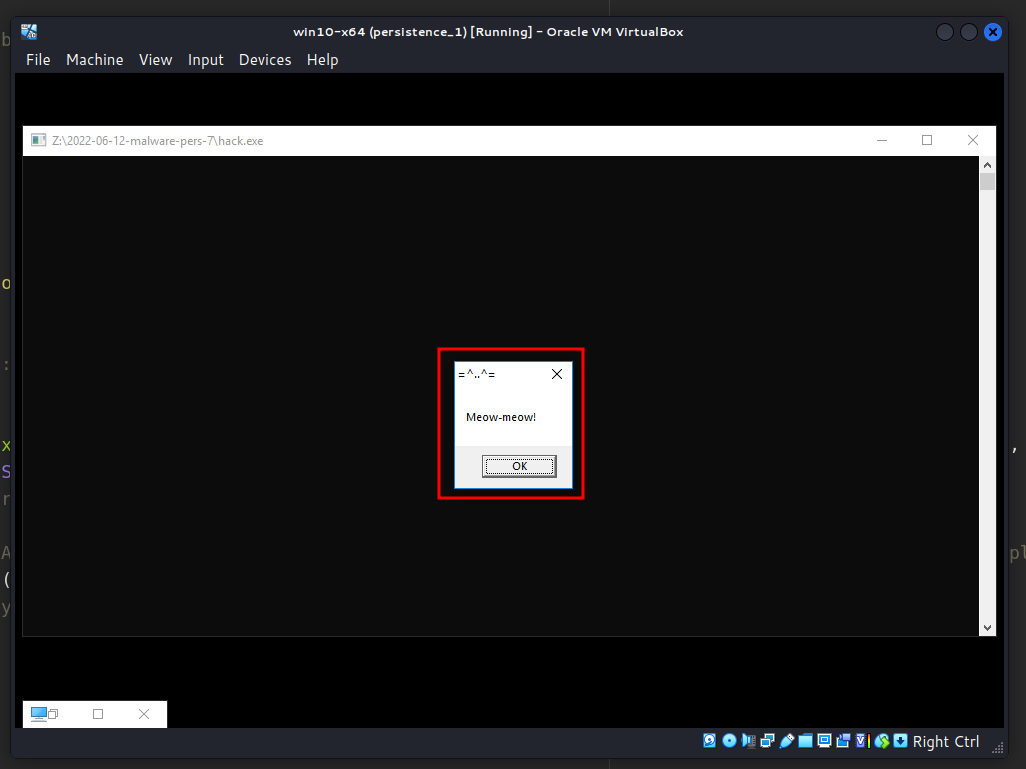 win10-x64 (persistence_1) [Running] - Oracle VM VirtualBox
File Machine View Input Devices Help
Z:\2022-06-12-malware-pers-7\hack.exe
=^..^=
Meow-meow!
OK
Right Ctrl